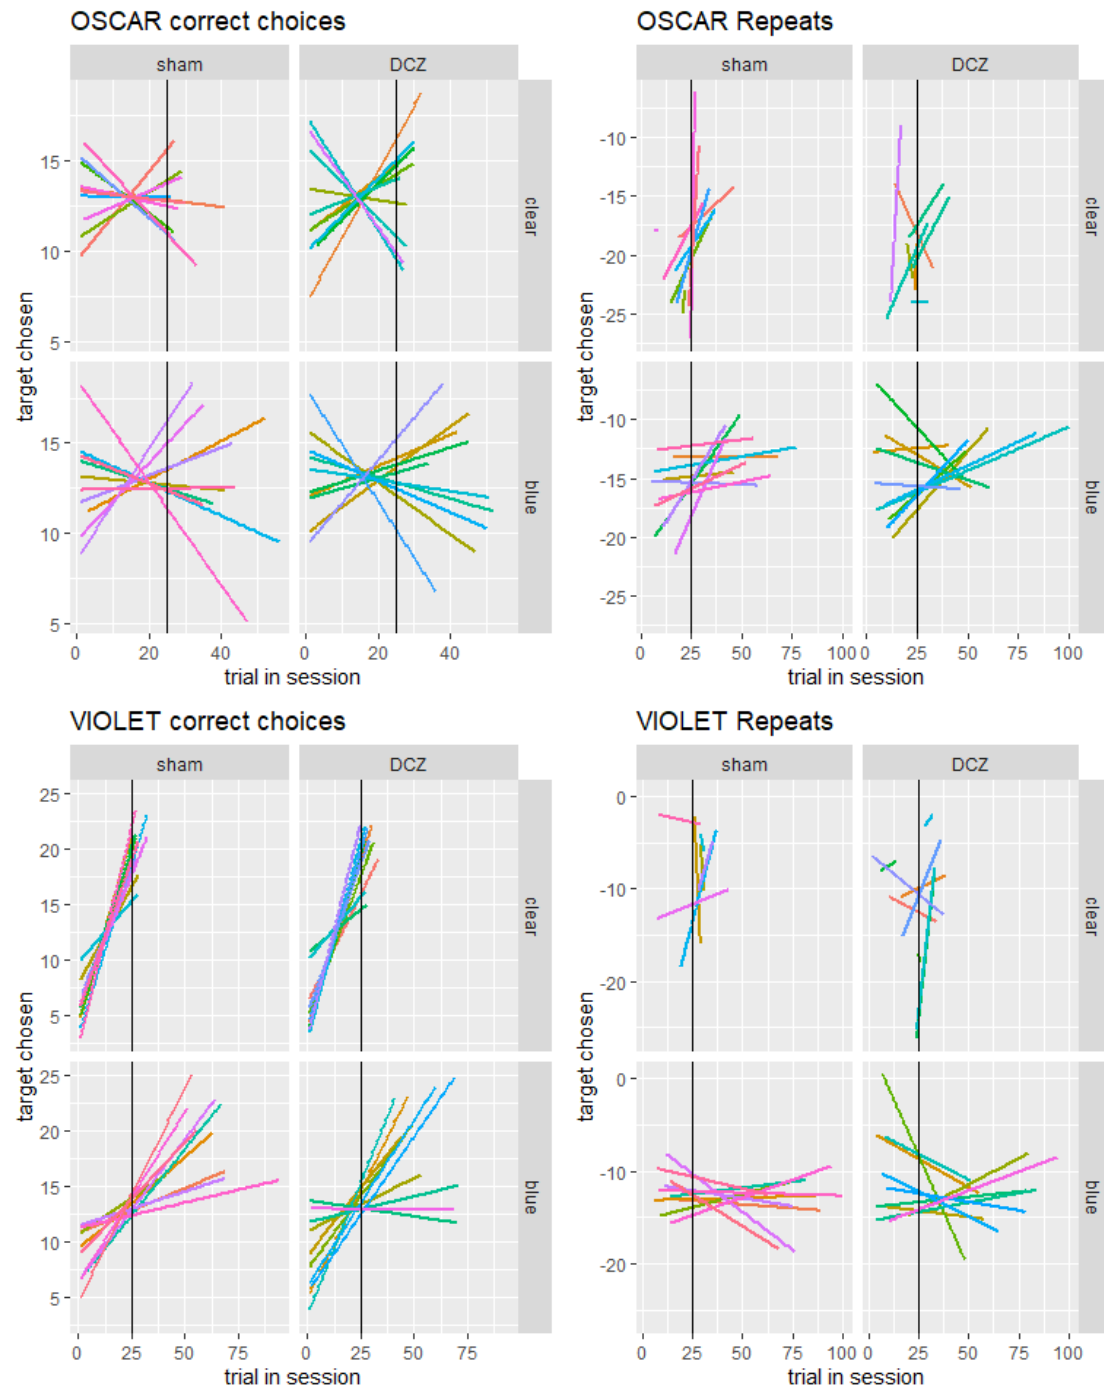 OSCAR correct choices
sham DCZ
15
10
5
clear
15
10
5
blue
0 20 40 0 20 40
target chosen
trial in session
OSCAR Repeats
sham DCZ
-10
-15
-20
-25
clear
-10
-15
-20
-25
blue
0 25 50 75 100 0 25 50 75 100
target chosen
trial in session
VIOLET correct choices
sham DCZ
25
20
15
10
5
clear
25
20
15
10
5
blue
0 25 50 75 0 25 50 75
target chosen
trial in session
VIOLET Repeats
sham DCZ
0
-10
-20
clear
0
-10
-20
blue
0 25 50 75 100 0 25 50 75 100
target chosen
trial in session